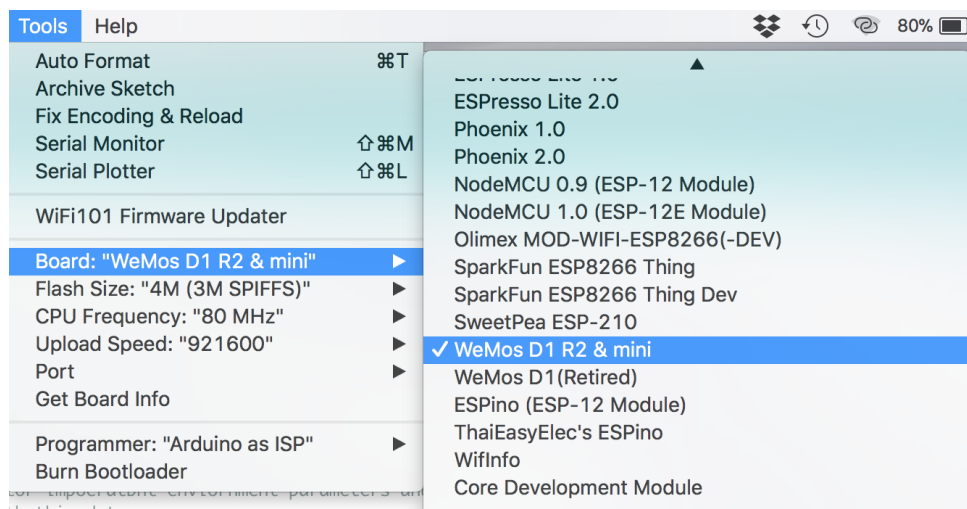 Tools Help 80%
Auto Format ⌘T
Archive Sketch
Fix Encoding & Reload
Serial Monitor ⇧⌘M
Serial Plotter ⇧⌘L
WiFi101 Firmware Updater
Board: "WeMos D1 R2 & mini"
Flash Size: "4M (3M SPIFFS)"
CPU Frequency: "80 MHz"
Upload Speed: "921600"
Port
Get Board Info
Programmer: "Arduino as ISP"
Burn Bootloader
ESPresso Lite 2.0
Phoenix 1.0
Phoenix 2.0
NodeMCU 0.9 (ESP-12 Module)
NodeMCU 1.0 (ESP-12E Module)
Olimex MOD-WIFI-ESP8266(-DEV)
SparkFun ESP8266 Thing
SparkFun ESP8266 Thing Dev
SweetPea ESP-210
✓ WeMos D1 R2 & mini
WeMos D1(Retired)
ESPino (ESP-12 Module)
ThaiEasyElec's ESPino
WifInfo
Core Development Module